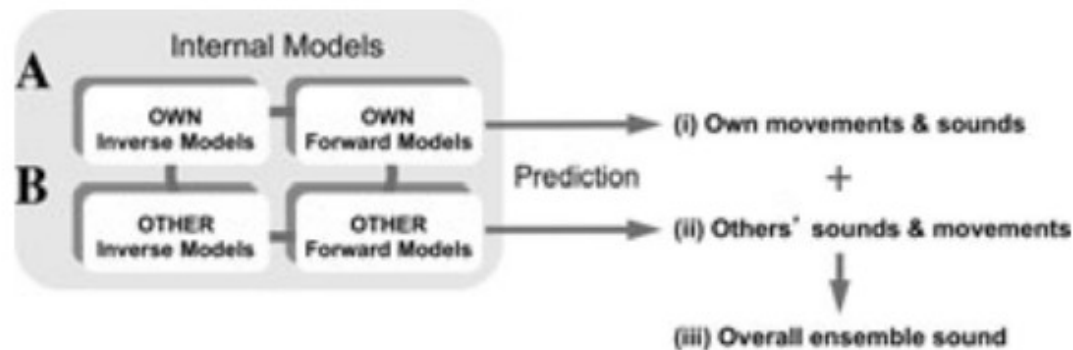 Internal Models
A
OWN OWN
Inverse Models Forward Models
(i) Own movements & sounds
B
Prediction
+
OTHER OTHER
Inverse Models Forward Models
(ii) Others' sounds & movements
(iii) Overall ensemble sound